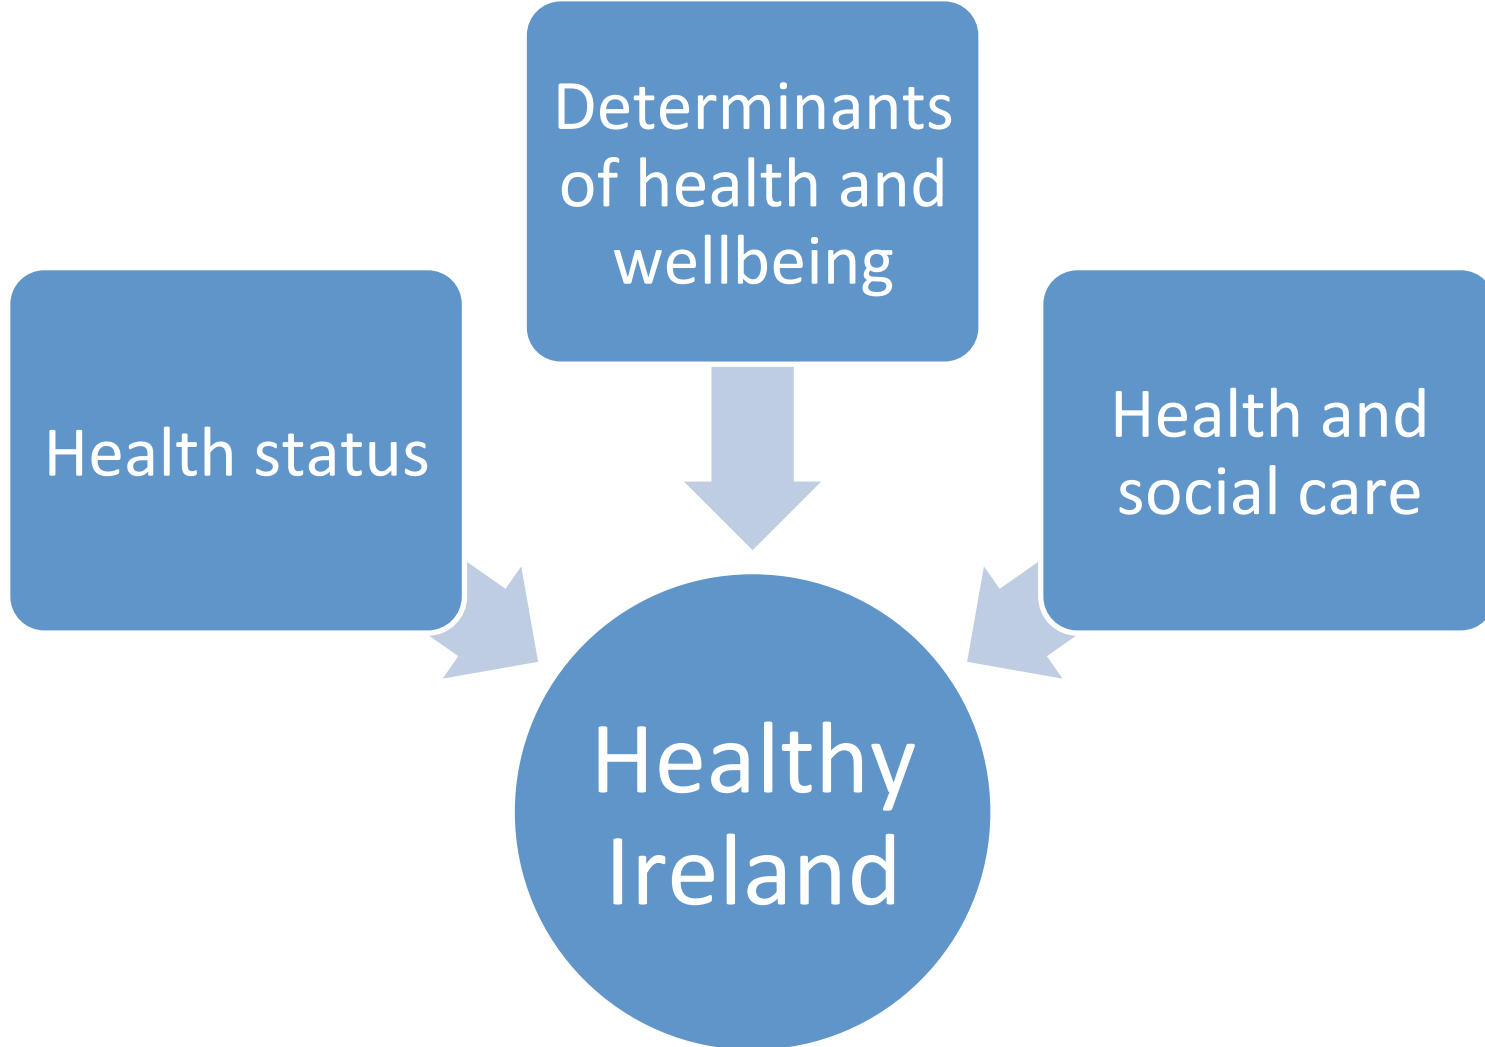 Determinants
of health and
wellbeing
Health status
Health and
social care
Healthy
Ireland